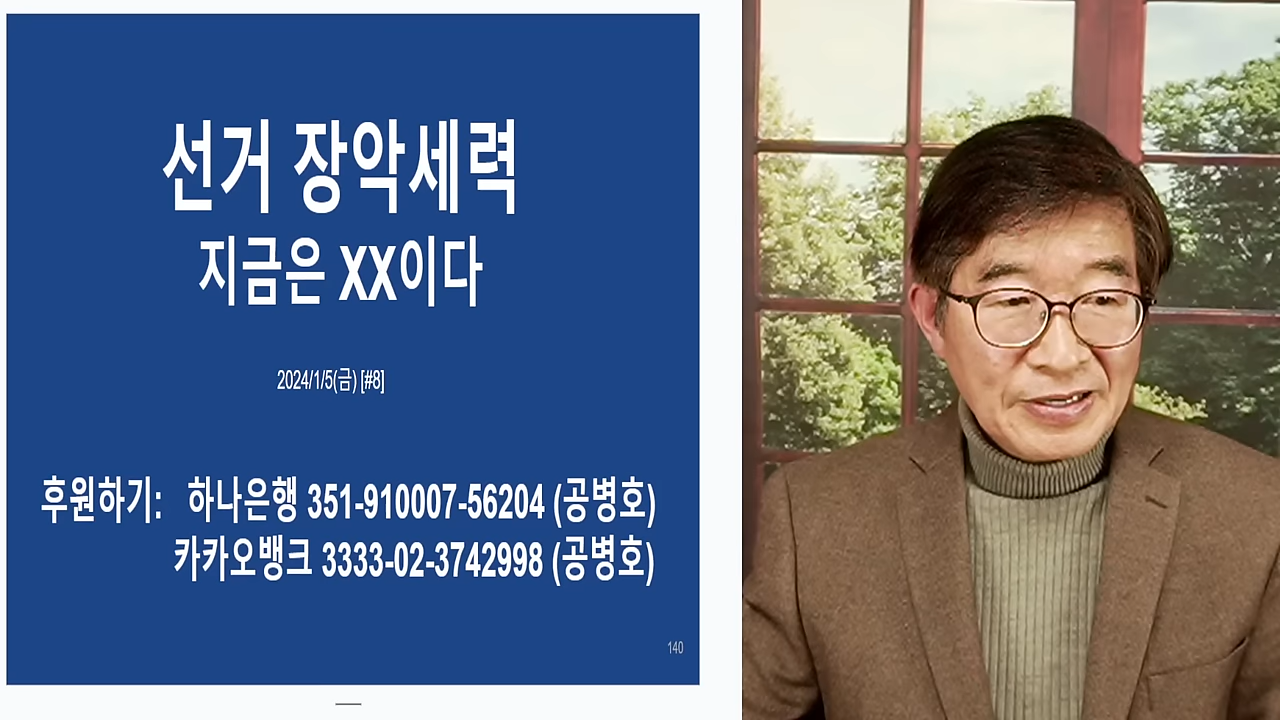 선거 장악세력
지금은 XX이다
2024/1/5(금) [#8]
후원하기: 하나은행 351-910007-56204 (공병호)
카카오뱅크 3333-02-3742998 (공병호)
140